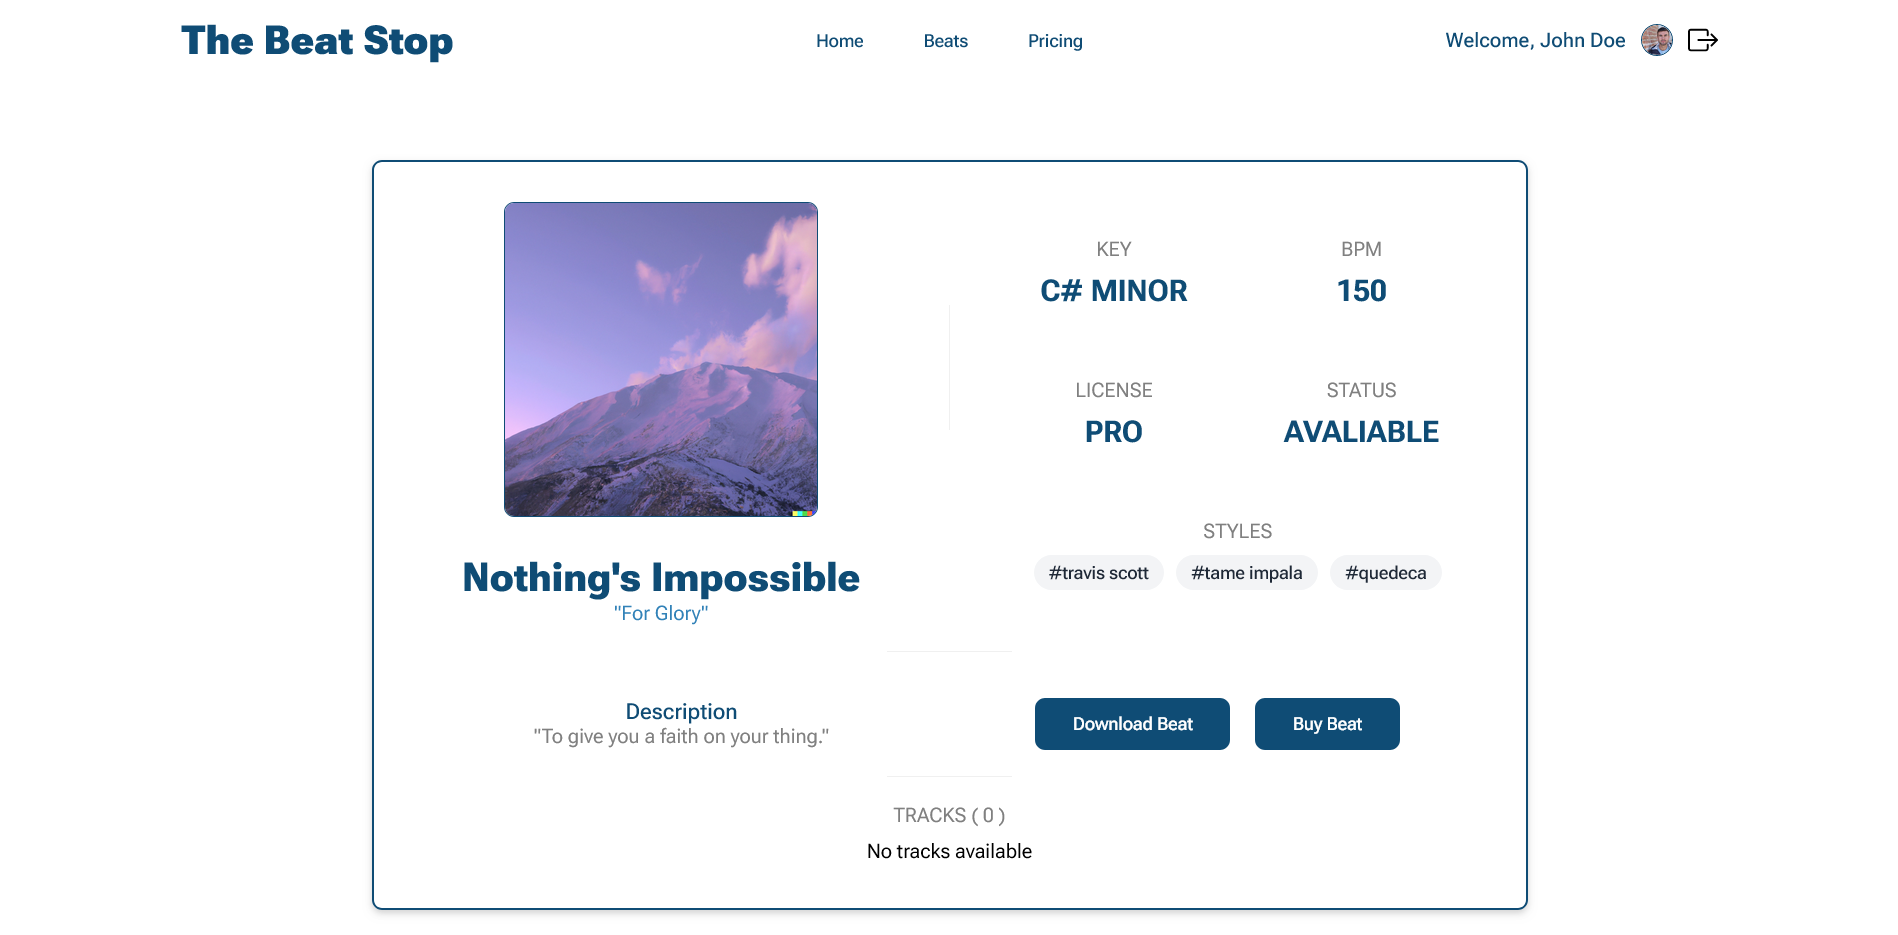 The Beat Stop
Home Beats Pricing
Welcome, John Doe
KEY
C# MINOR
BPM
150
LICENSE
PRO
STATUS
AVALIABLE
STYLES
#travis scott #tame impala #quedeca
Nothing's Impossible
"For Glory"
Description
"To give you a faith on your thing."
Download Beat
Buy Beat
TRACKS ( 0 )
No tracks available